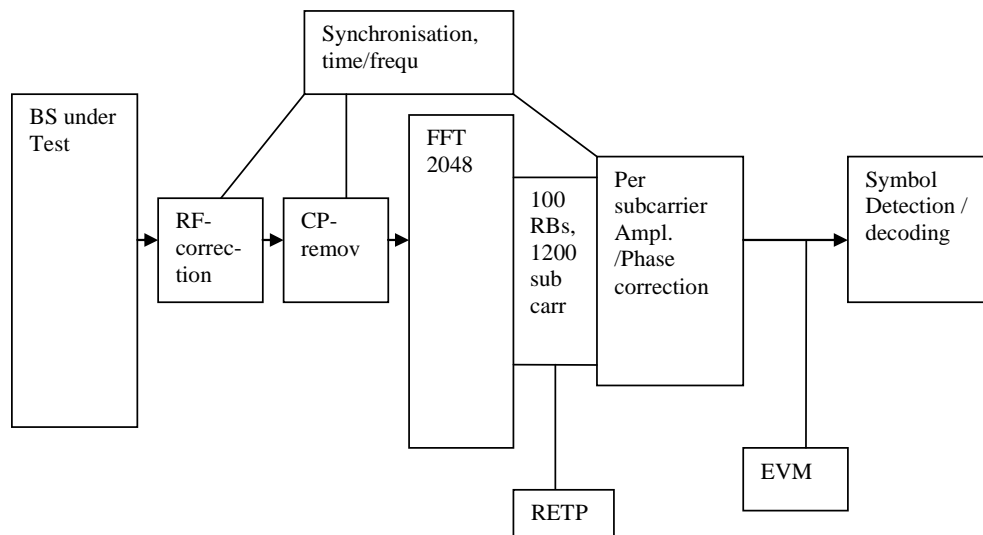 Synchronisation,
time/frequ
BS under
Test
FFT
2048
RF-
correc-
tion
CP-
remov
100
RBs,
1200
sub
carr
Per
subcarrier
Ampl.
/Phase
correction
Symbol
Detection /
decoding
EVM
RETP